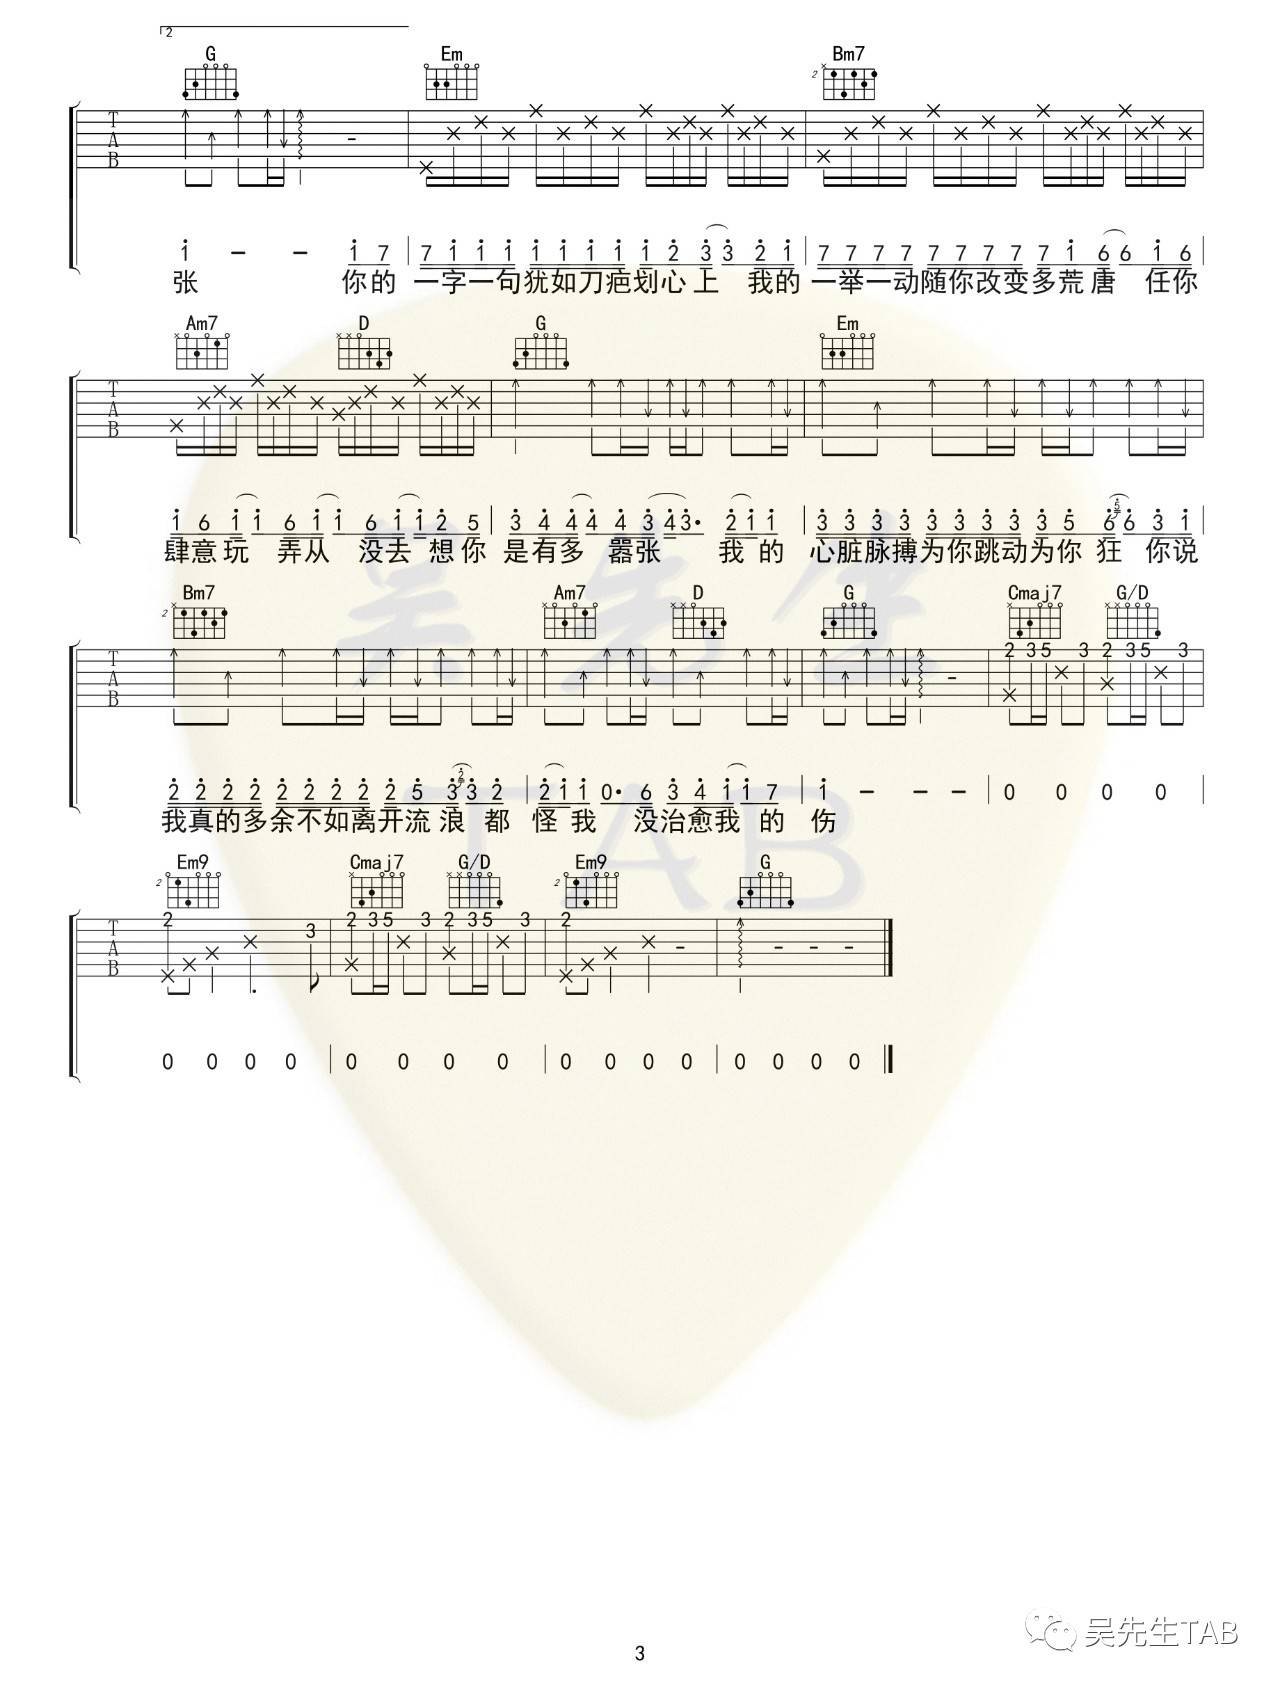 2
G Em Bm7
2
T
A
B
1 - - 1 7 7 1 1 1 1 1 1 1 1 2 3 3 2 1 7 7 7 7 7 7 7 7 7 1 6 6 1 6
张 你的 一字一句犹如刀疤划心上 我的 一举一动随你改变多荒唐 任你
Am7 D G Em
T
A
B
1 6 1 1 6 1 1 6 1 1 2 5 3 4 4 4 4 3 4 3· 2 1 1 3 3 3 3 3 3 3 3 3 5 5 6 6 3 1
肆意玩 弄从 没去 想你 是有多 嚣张 我的 心脏脉搏为你跳动为你 狂 你说
Bm7 Am7 D G Cmaj7 G/D
2
2 3 5 3 2 3 5 3
T
A
B
-
2 2 2 2 2 2 2 2 2 5 3 2 3 2 2 1 1 0· 6 3 4 1 1 7 1 - - - 0 0 0 0
我真的多余不如离开流 浪 都 怪 我 没治愈我 的 伤
Em9 Cmaj7 G/D Em9 G
2 2
2 3 2 3 5 3 2 3 5 3 2
T
A
B
- - - -
0 0 0 0 0 0 0 0 0 0 0 0 0 0 0 0
吴先生
TAB
吴先生TAB
3